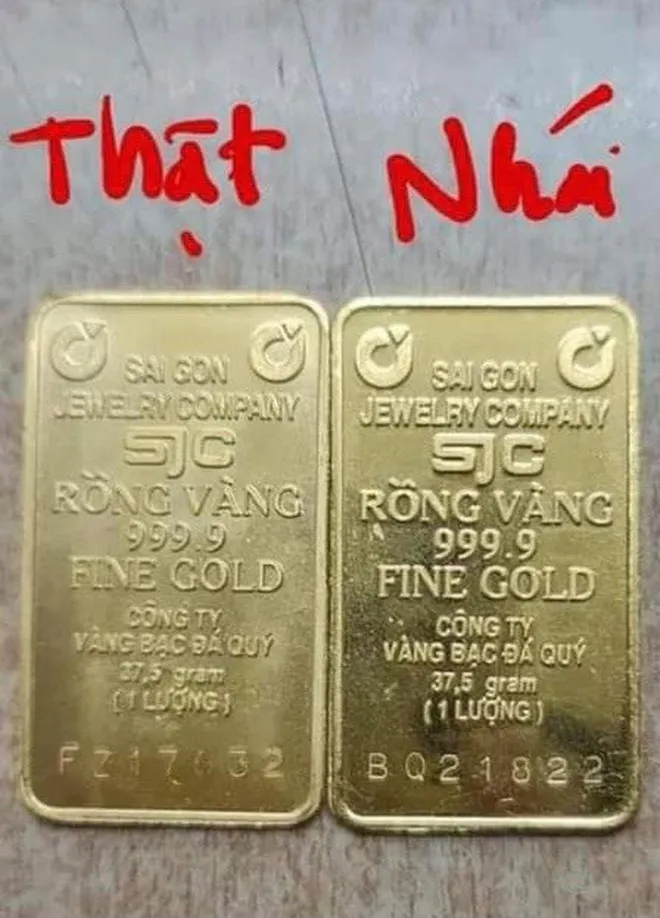 Thật
Nhái
SAI GON
JEWELRY COMPANY
SJC
RỒNG VÀNG
999.9
FINE GOLD
CÔNG TY
VÀNG BẠC ĐÁ QUÝ
37,5 gram
(1 LƯỢNG)
SAI GON
JEWELRY COMPANY
SJC
RỒNG VÀNG
999.9
FINE GOLD
CÔNG TY
VÀNG BẠC ĐÁ QUÝ
37,5 gram
(1 LƯỢNG)
BQ21822